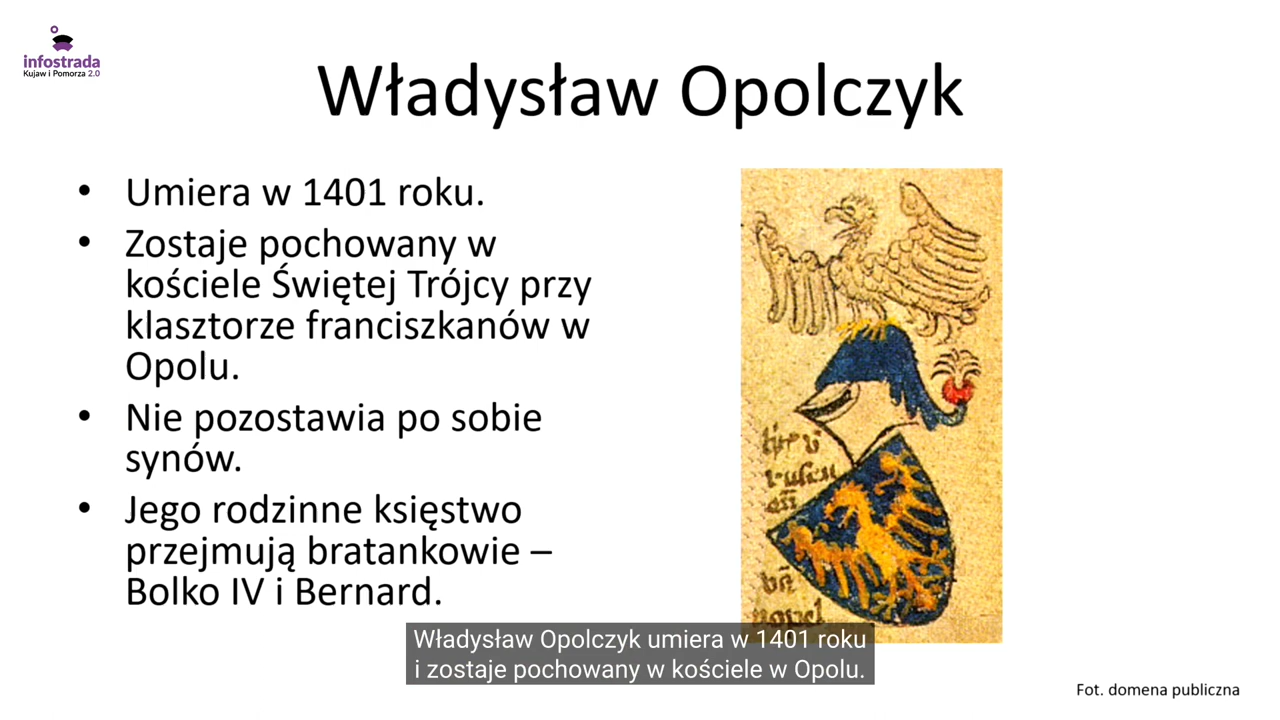 infostrada
Kujaw i Pomorza 2.0
Władysław Opolczyk
• Umiera w 1401 roku.
• Zostaje pochowany w
kościele Świętej Trójcy przy
klasztorze franciszkanów w
Opolu.
• Nie pozostawia po sobie
synów.
• Jego rodzinne księstwo
przejmują bratankowie –
Bolko IV i Bernard.
Władysław Opolczyk umiera w 1401 roku
i zostaje pochowany w kościele w Opolu.
Fot. domena publiczna